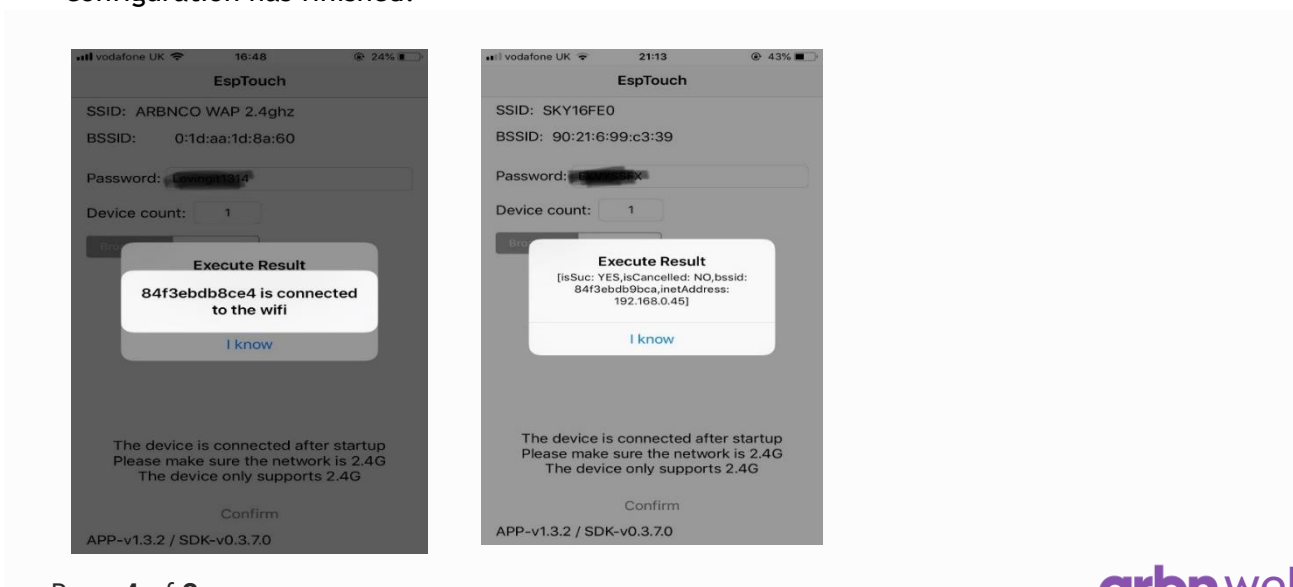 configuration has finished.
vodafone UK 16:48 24%
EspTouch
SSID: ARBNCO WAP 2.4ghz
BSSID: 0:1d:aa:1d:8a:60
Password:
Device count: 1
Execute Result
84f3ebdb8ce4 is connected
to the wifi
I know
The device is connected after startup
Please make sure the network is 2.4G
The device only supports 2.4G
Confirm
APP-v1.3.2 / SDK-v0.3.7.0
vodafone UK 21:13 43%
EspTouch
SSID: SKY16FE0
BSSID: 90:21:6:99:c3:39
Password:
Device count: 1
Execute Result
[isSuc: YES,isCancelled: NO,bssid:
84f3ebdb9bca,inetAddress:
192.168.0.45]
I know
The device is connected after startup
Please make sure the network is 2.4G
The device only supports 2.4G
Confirm
APP-v1.3.2 / SDK-v0.3.7.0